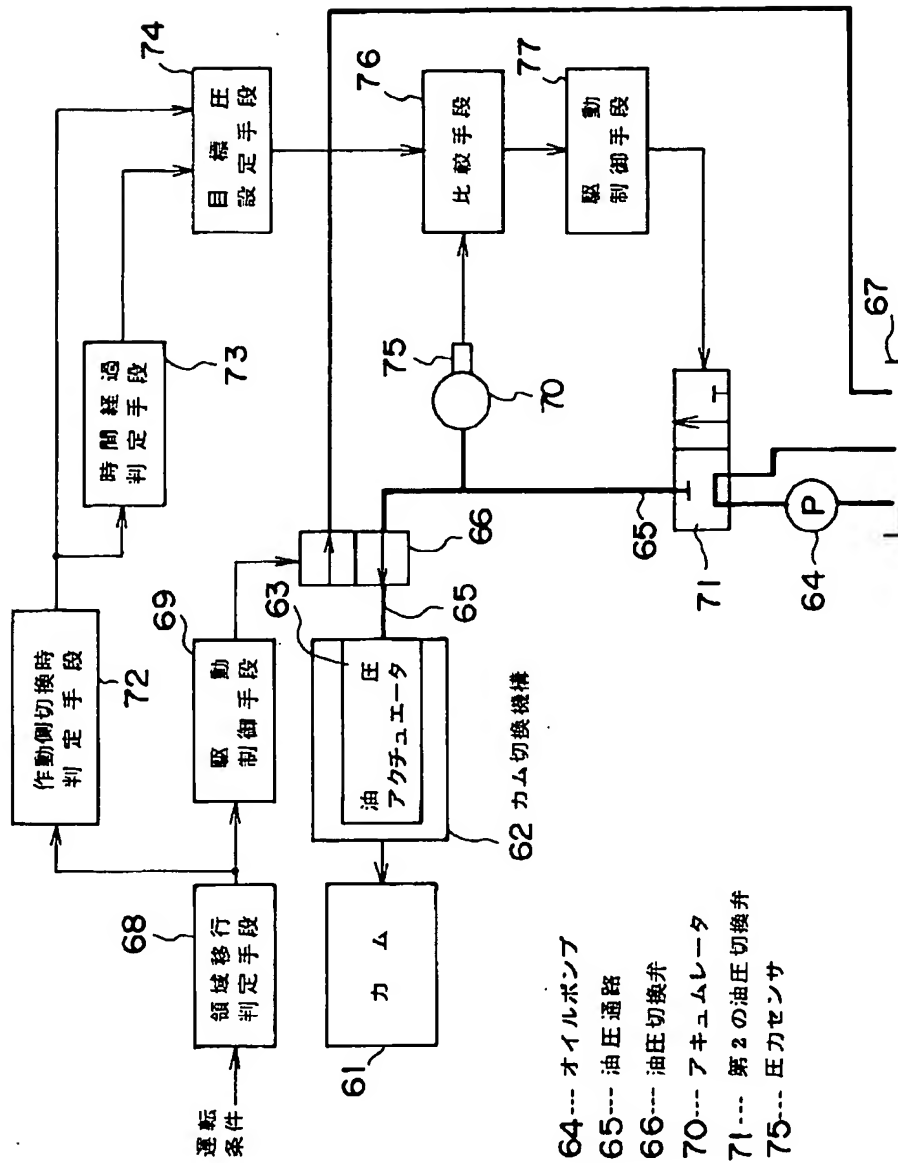 運転
条件
領域移行
判定手段
68
作動側切換時
判定手段
72
時間経過
判定手段
73
目標圧
設定手段
74
駆動
制御手段
69
カム
61
油圧
アクチュエータ
63
62 カム切換機構
65
66
比較手段
76
駆動
制御手段
77
75
70
65
71
P
64
67
64--- オイルポンプ
65--- 油圧通路
66--- 油圧切換弁
70--- アキュムレータ
71--- 第2の油圧切換弁
75--- 圧力センサ